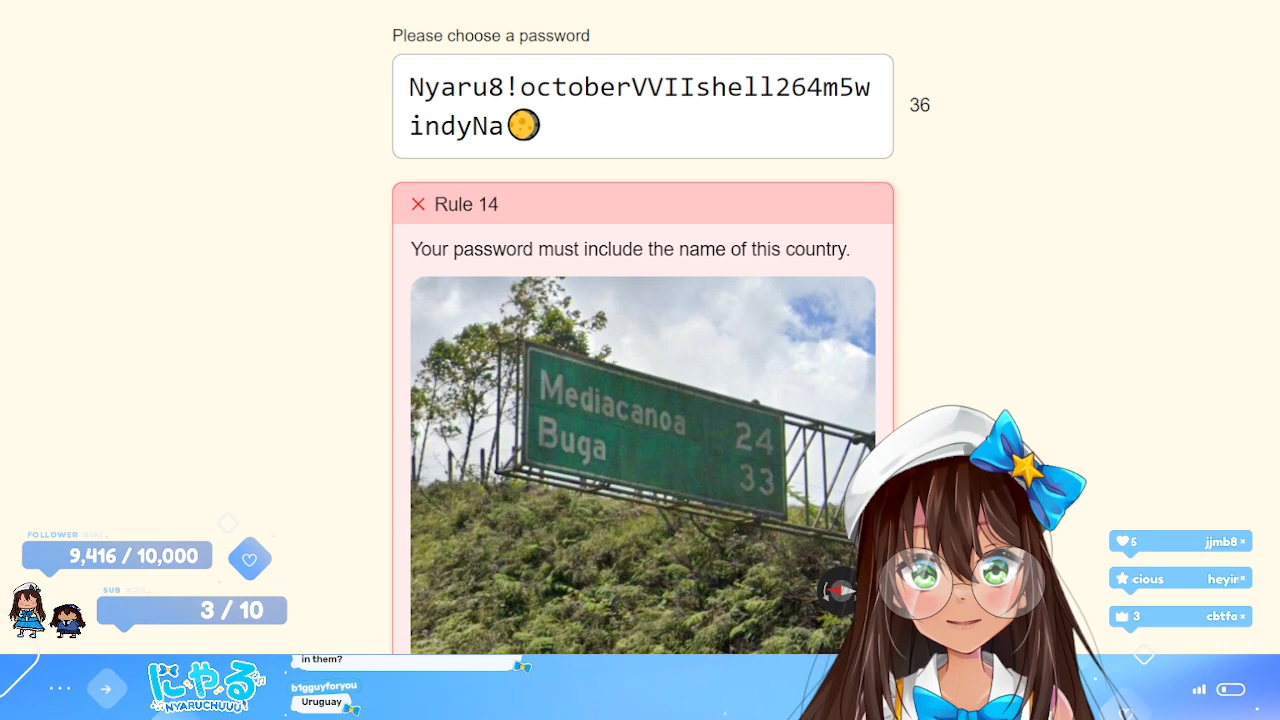 Please choose a password
Nyaru8!octoberVVIIshell264m5w
indyNa
36
Rule 14
Your password must include the name of this country.
Mediacanoa 24
Buga 33
FOLLOWER
9,416 / 10,000
SUB
3 / 10
5 jjmb8
cious heyir
3 cbtfa
in them?
b1gguyforyou
Uruguay
にゃる
NYARUCHUUU!